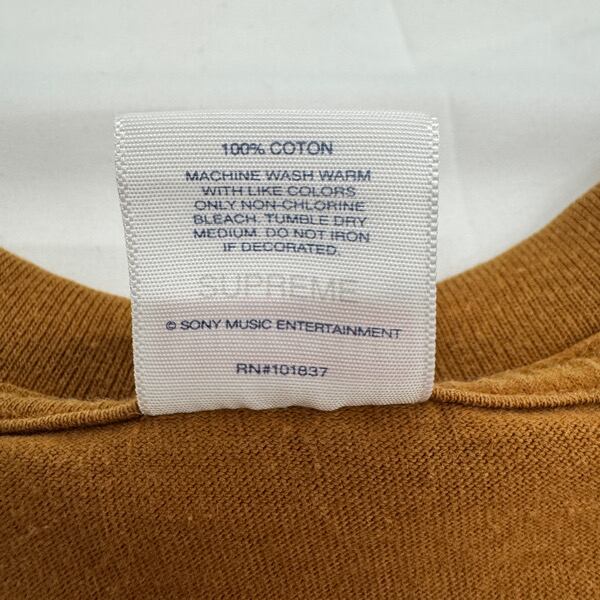 100% COTON
MACHINE WASH WARM
WITH LIKE COLORS
ONLY NON-CHLORINE
BLEACH. TUMBLE DRY
MEDIUM. DO NOT IRON
IF DECORATED.
SUPREME
© SONY MUSIC ENTERTAINMENT
RN#101837